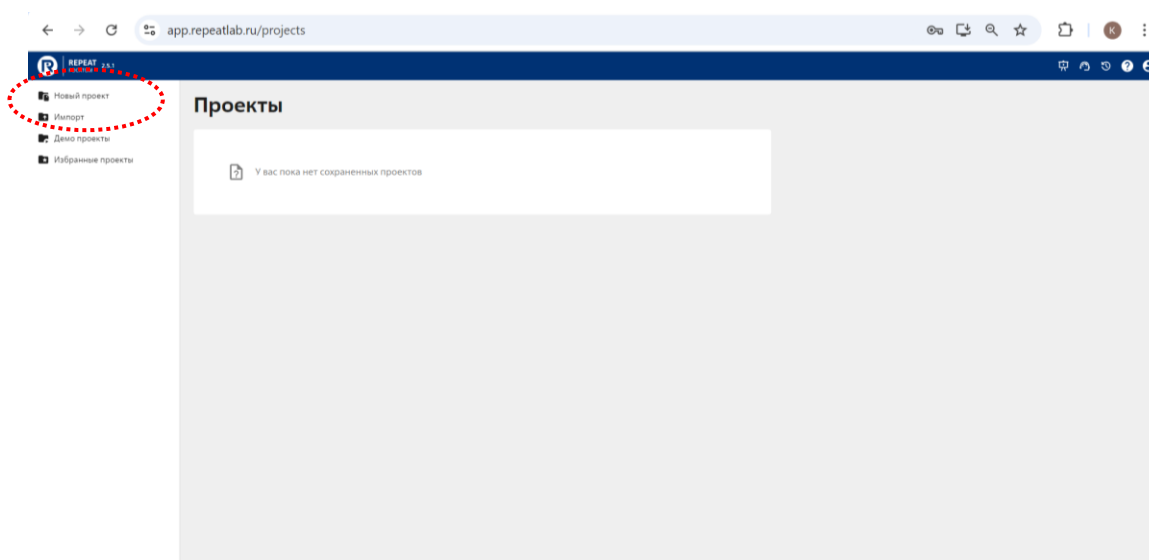 app.repeatlab.ru/projects
K
REPEAT 2.5.1
Новый проект
Импорт
Демо проекты
Избранные проекты
Проекты
У вас пока нет сохраненных проектов